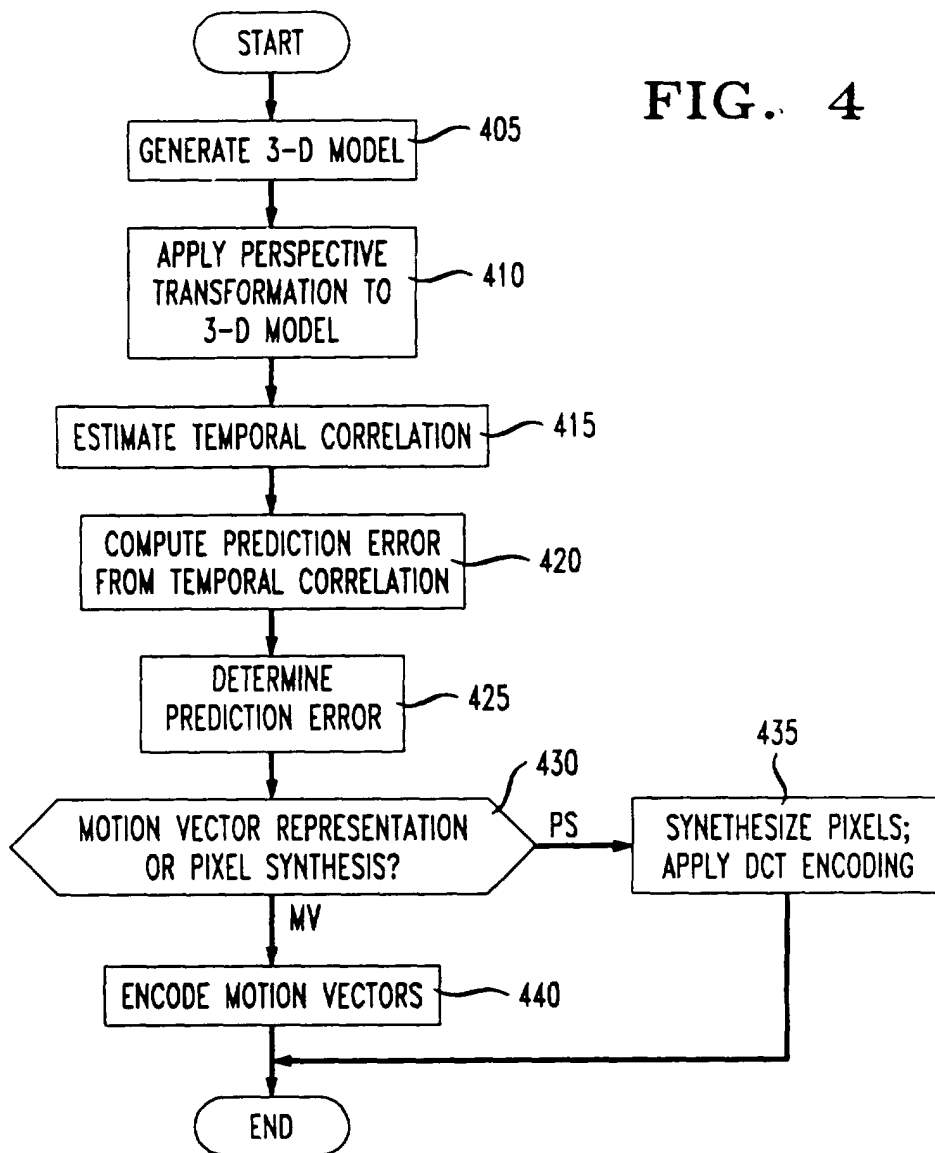 START
FIG. 4
GENERATE 3-D MODEL
405
APPLY PERSPECTIVE
TRANSFORMATION TO
3-D MODEL
410
ESTIMATE TEMPORAL CORRELATION
415
COMPUTE PREDICTION ERROR
FROM TEMPORAL CORRELATION
420
DETERMINE
PREDICTION ERROR
425
430
MOTION VECTOR REPRESENTATION
OR PIXEL SYNTHESIS?
PS
435
SYNETHESIZE PIXELS;
APPLY DCT ENCODING
MV
ENCODE MOTION VECTORS
440
END